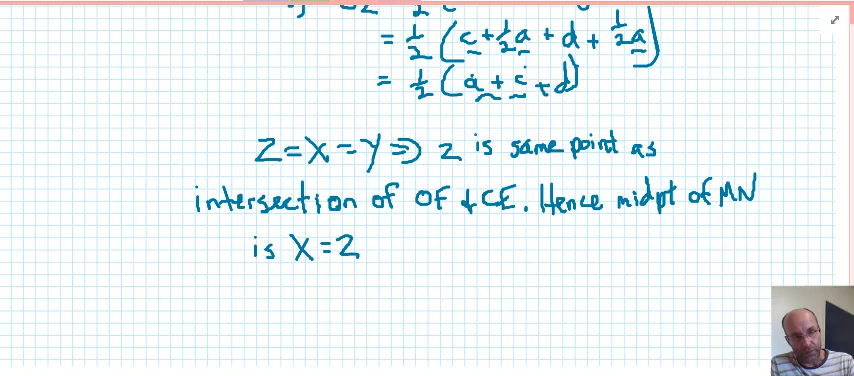 = 1/2 (c + 1/2 a + d + 1/2 a)
= 1/2 (a + c + d)
Z = X = Y ⇒ z is same point as
intersection of OF & CE. Hence midpt of MN
is X = Z